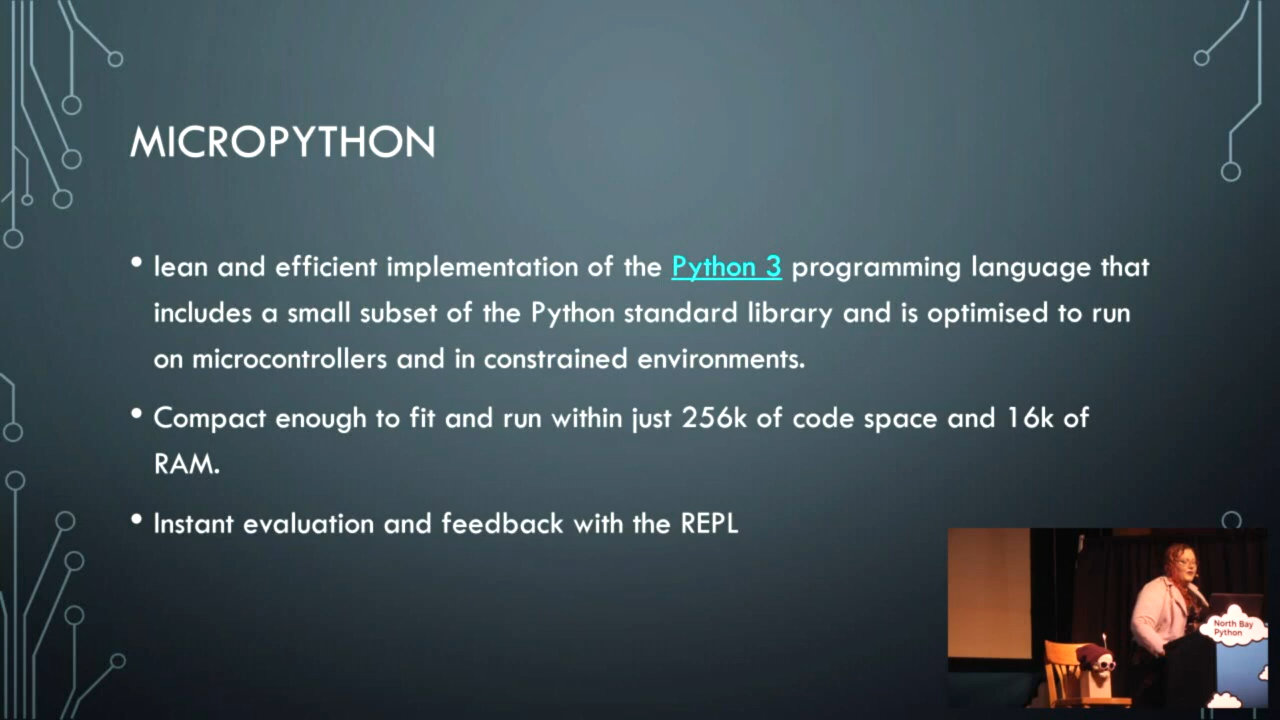 MICROPYTHON
• lean and efficient implementation of the Python 3 programming language that
includes a small subset of the Python standard library and is optimised to run
on microcontrollers and in constrained environments.
• Compact enough to fit and run within just 256k of code space and 16k of
RAM.
• Instant evaluation and feedback with the REPL
North Bay
Python